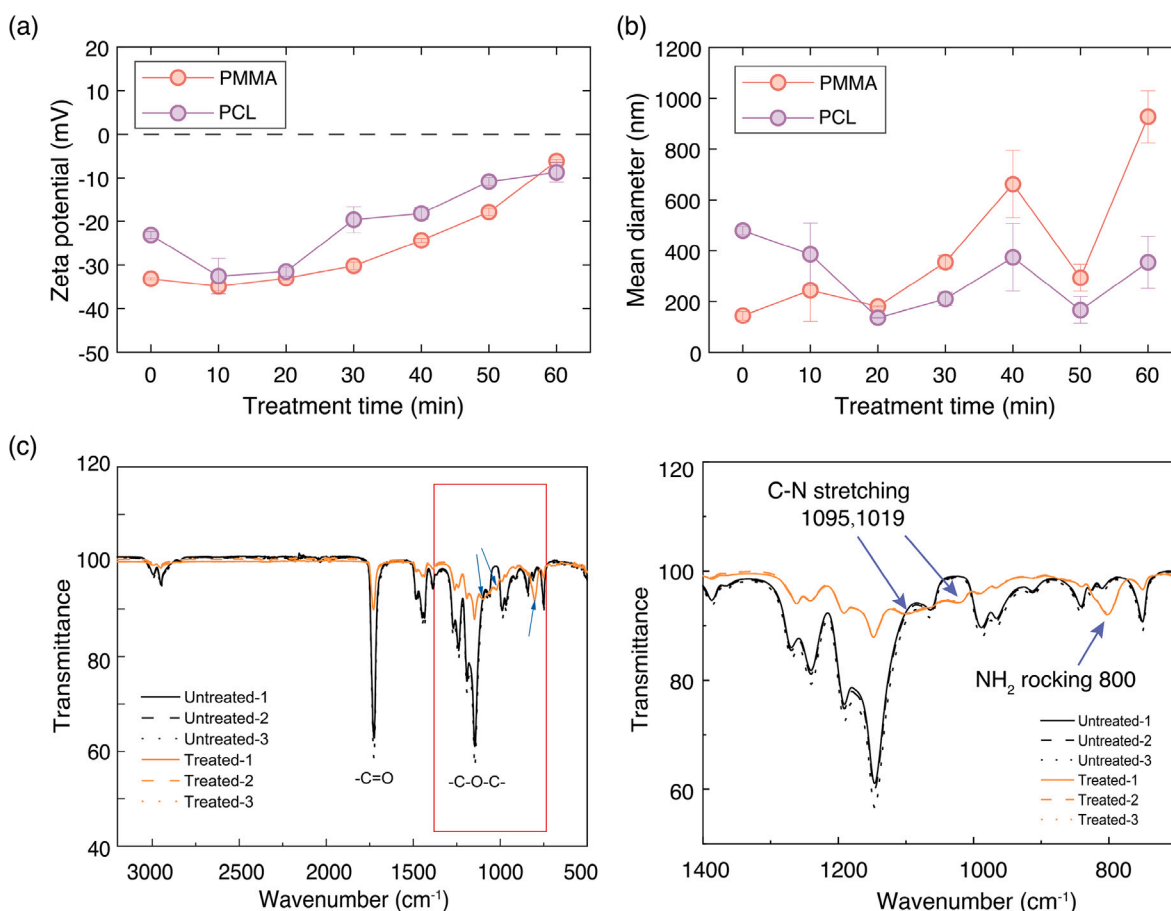 (a)
20
10
0
-10
-20
-30
-40
-50
Zeta potential (mV)
PMMA
PCL
0 10 20 30 40 50 60
Treatment time (min)
(b)
1200
1000
800
600
400
200
0
Mean diameter (nm)
PMMA
PCL
0 10 20 30 40 50 60
Treatment time (min)
(c)
120
100
80
60
40
Transmittance
Untreated-1
Untreated-2
Untreated-3
Treated-1
Treated-2
Treated-3
-C=O
-C-O-C-
3000 2500 2000 1500 1000 500
Wavenumber (cm⁻¹)
120
100
80
60
Transmittance
C-N stretching
1095,1019
NH₂ rocking 800
Untreated-1
Untreated-2
Untreated-3
Treated-1
Treated-2
Treated-3
1400 1200 1000 800
Wavenumber (cm⁻¹)